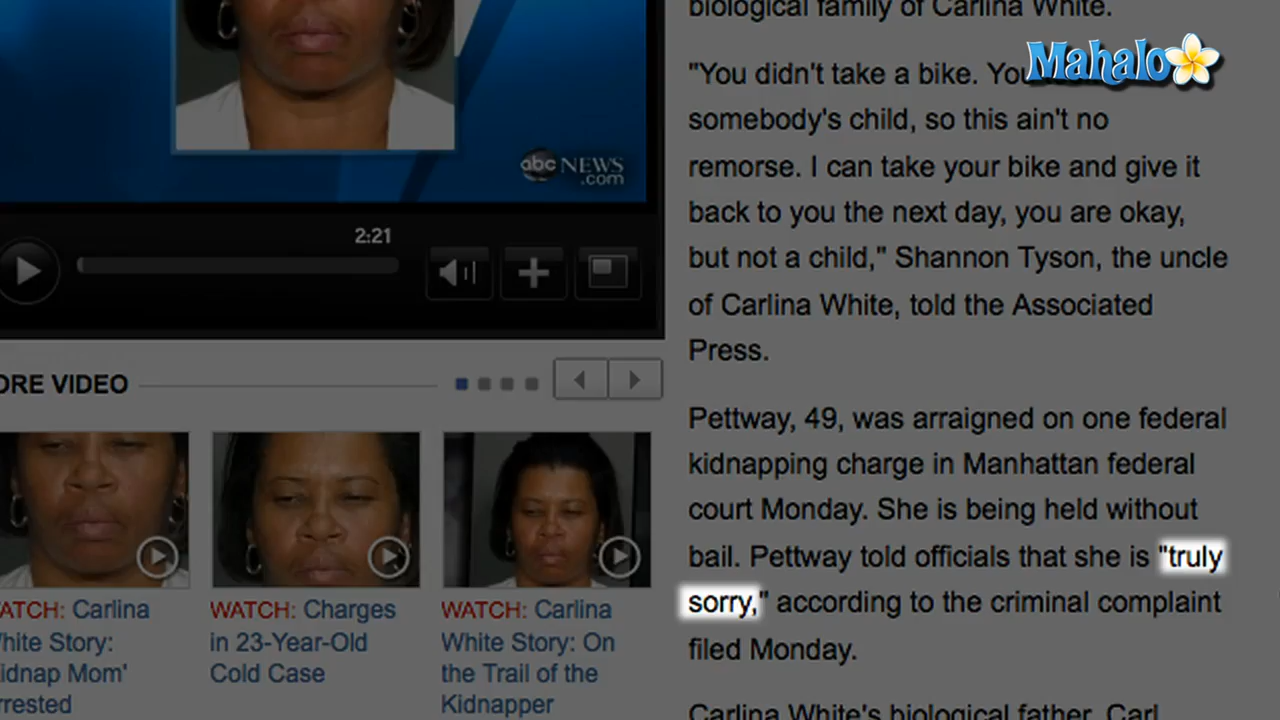 biological family of Carlina White.
Mahalo
"You didn't take a bike. You
somebody's child, so this ain't no
remorse. I can take your bike and give it
back to you the next day, you are okay,
but not a child," Shannon Tyson, the uncle
of Carlina White, told the Associated
Press.
Pettway, 49, was arraigned on one federal
kidnapping charge in Manhattan federal
court Monday. She is being held without
bail. Pettway told officials that she is "truly
sorry," according to the criminal complaint
filed Monday.
Carlina White's biological father, Carl
abc NEWS
.com
2:21
ORE VIDEO
ATCH: Carlina
hite Story:
idnap Mom'
rrested
WATCH: Charges
in 23-Year-Old
Cold Case
WATCH: Carlina
White Story: On
the Trail of the
Kidnapper